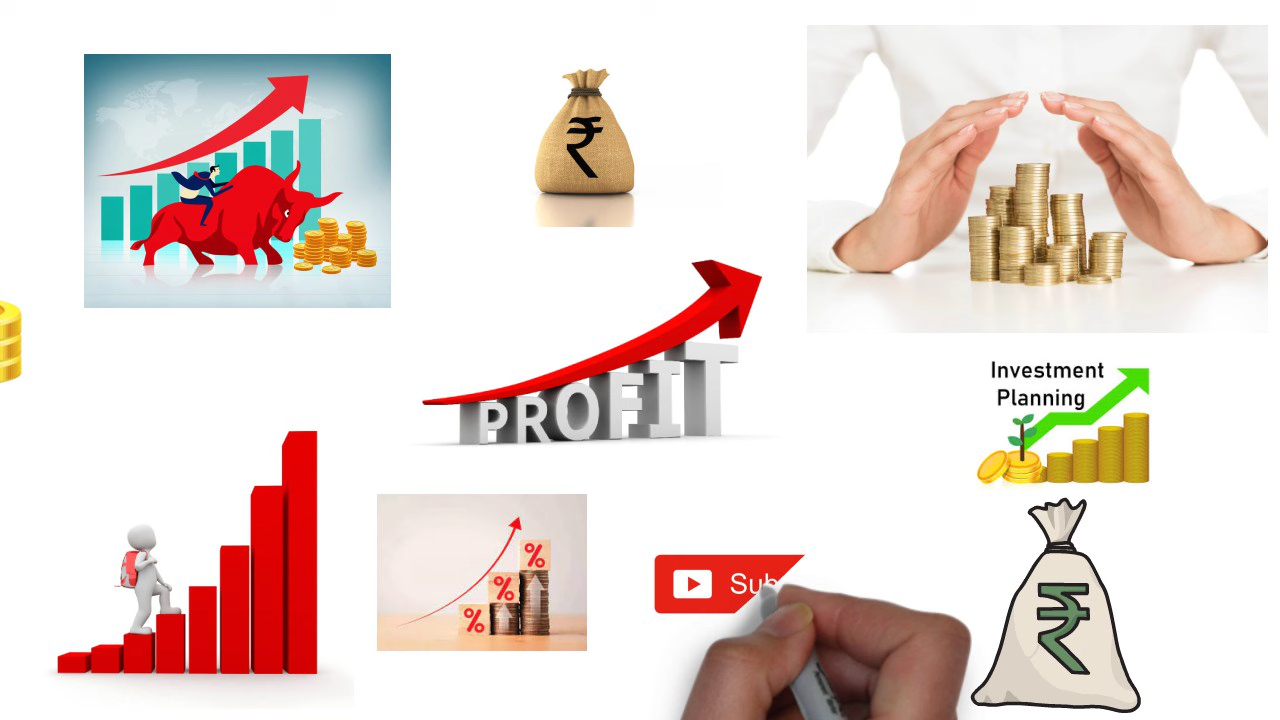 ₹
PROFIT
Investment
Planning
%
%
%
Sub
₹